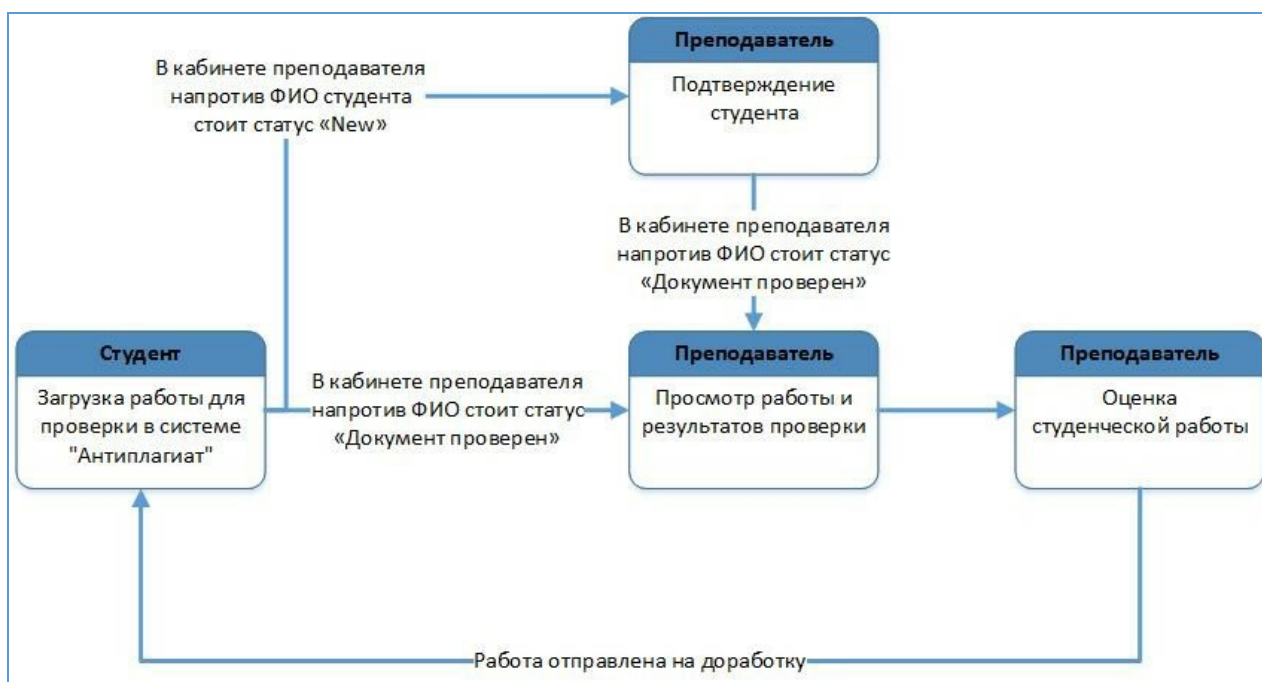 Преподаватель
Подтверждение
студента
В кабинете преподавателя
напротив ФИО студента
стоит статус «New»
В кабинете преподавателя
напротив ФИО стоит статус
«Документ проверен»
Студент
Загрузка работы для
проверки в системе
"Антиплагиат"
В кабинете преподавателя
напротив ФИО стоит статус
«Документ проверен»
Преподаватель
Просмотр работы и
результатов проверки
Преподаватель
Оценка
студенческой работы
Работа отправлена на доработку